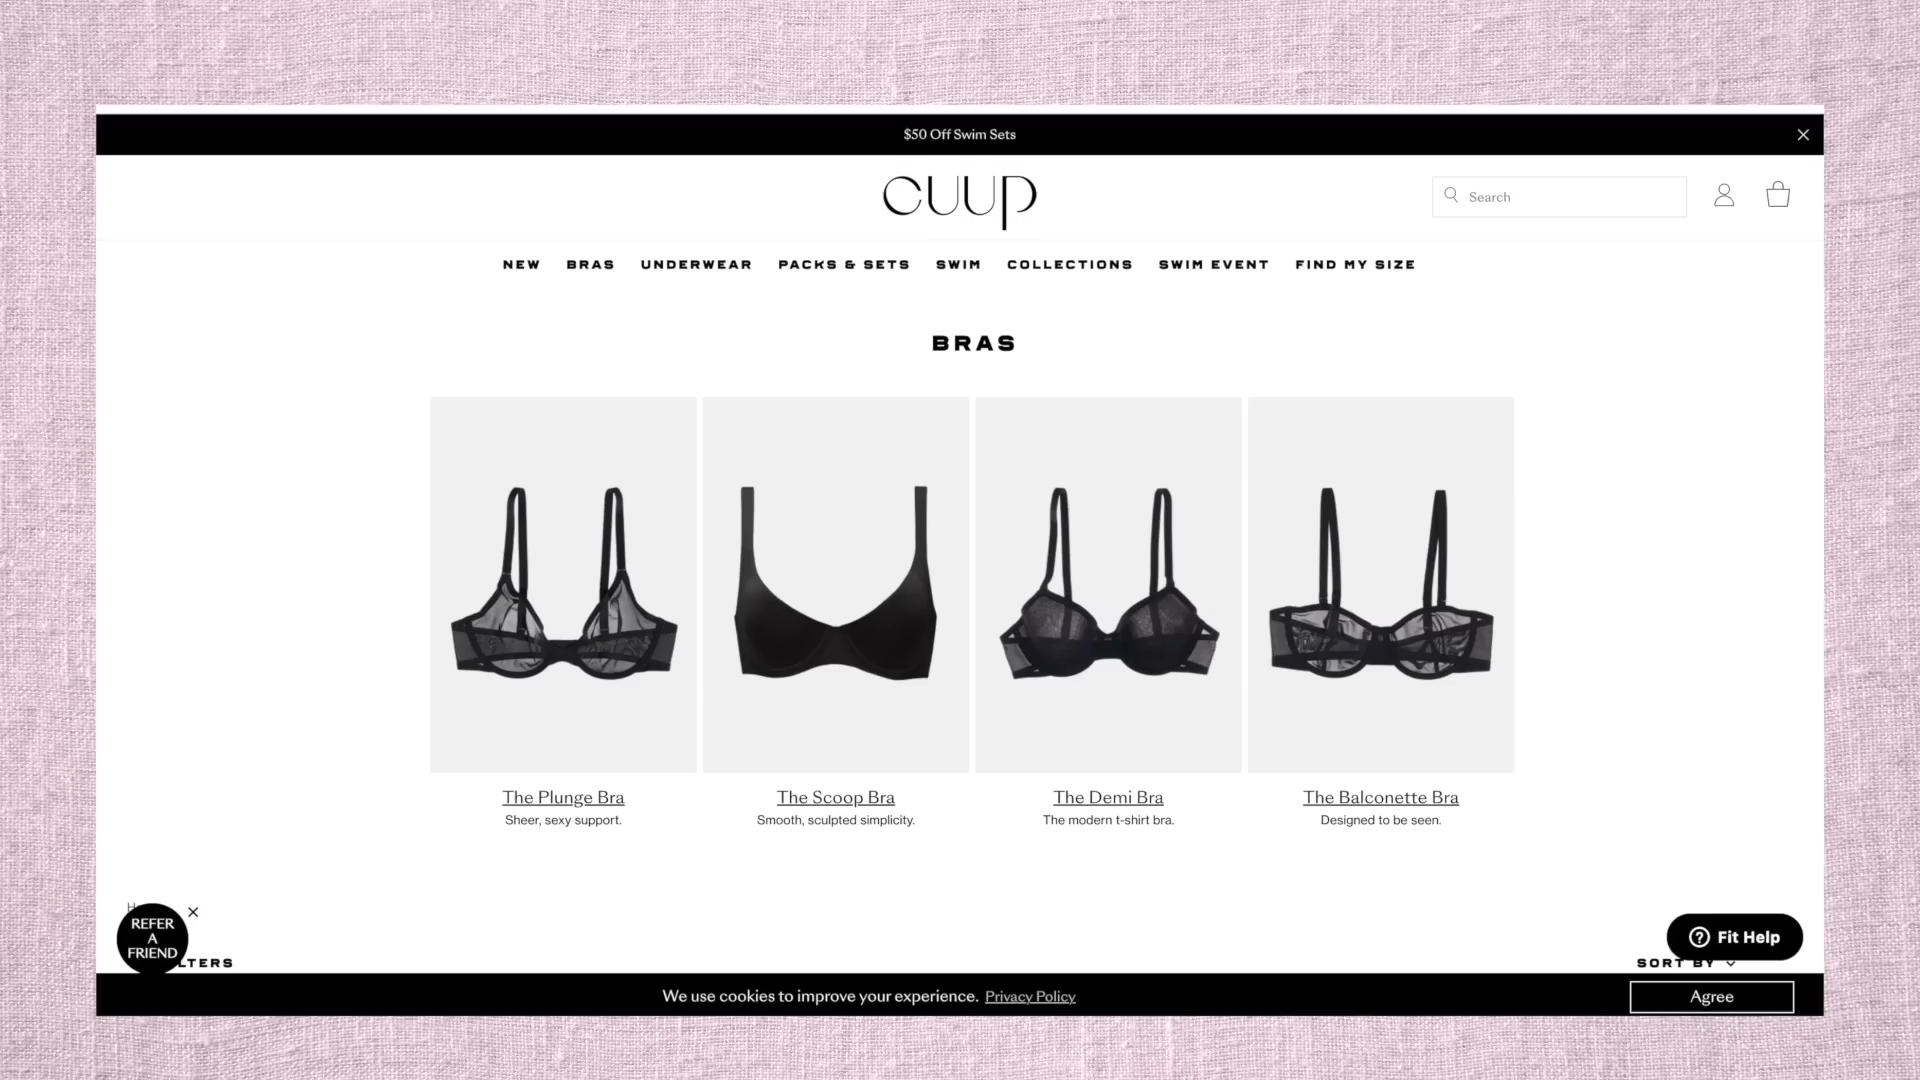 $50 Off Swim Sets
CUUP
Search
NEW BRAS UNDERWEAR PACKS & SETS SWIM COLLECTIONS SWIM EVENT FIND MY SIZE
BRAS
The Plunge Bra
Sheer, sexy support.
The Scoop Bra
Smooth, sculpted simplicity.
The Demi Bra
The modern t-shirt bra.
The Balconette Bra
Designed to be seen.
REFER
A
FRIEND
Fit Help
SORT BY
We use cookies to improve your experience. Privacy Policy
Agree